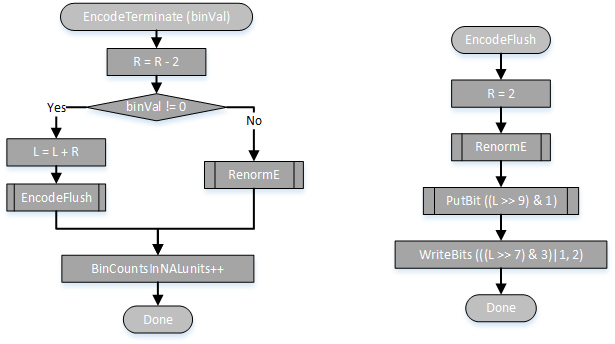 EncodeTerminate (binVal)
R = R - 2
binVal != 0
Yes
No
L = L + R
RenormE
EncodeFlush
BinCountsInNALunits++
Done
EncodeFlush
R = 2
RenormE
PutBit ((L >> 9) & 1)
WriteBits (((L >> 7) & 3)|1, 2)
Done